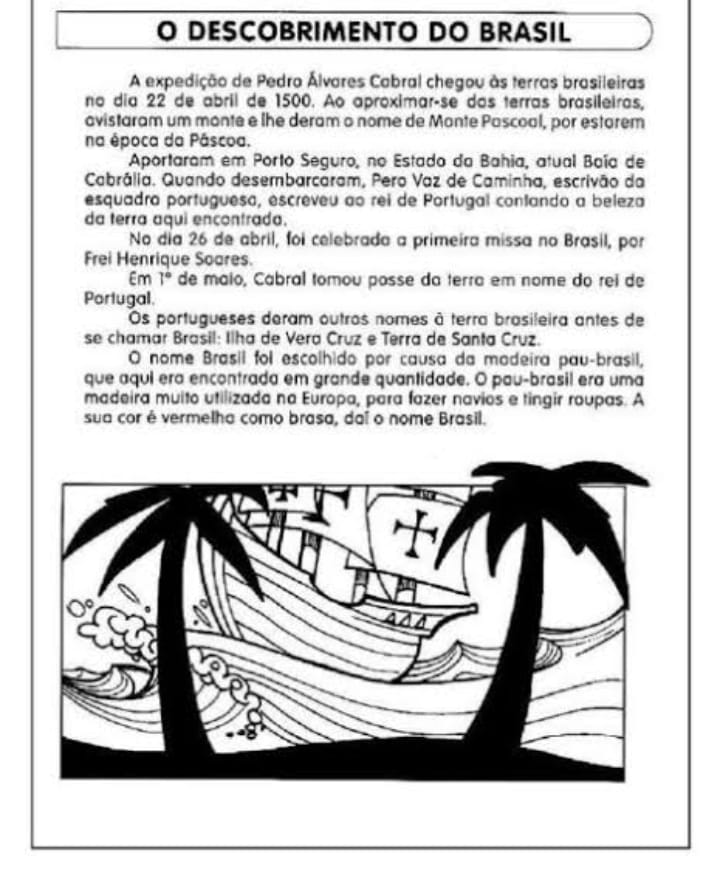 O DESCOBRIMENTO DO BRASIL
A expedição de Pedro Álvares Cabral chegou às terras brasileiras
no dia 22 de abril de 1500. Ao aproximar-se das terras brasileiras,
avistaram um monte e lhe deram o nome de Monte Pascoal, por estarem
na época da Páscoa.
Aportaram em Porto Seguro, no Estado da Bahia, atual Baía de
Cabrália. Quando desembarcaram, Pero Vaz de Caminha, escrivão da
esquadra portuguesa, escreveu ao rei de Portugal contando a beleza
da terra aqui encontrada.
No dia 26 de abril, foi celebrada a primeira missa no Brasil, por
Frei Henrique Soares.
Em 1º de maio, Cabral tomou posse da terra em nome do rei de
Portugal.
Os portugueses deram outros nomes à terra brasileira antes de
se chamar Brasil: Ilha de Vera Cruz e Terra de Santa Cruz.
O nome Brasil foi escolhido por causa da madeira pau-brasil,
que aqui era encontrada em grande quantidade. O pau-brasil era uma
madeira muito utilizada na Europa, para fazer navios e tingir roupas. A
sua cor é vermelha como brasa, daí o nome Brasil.